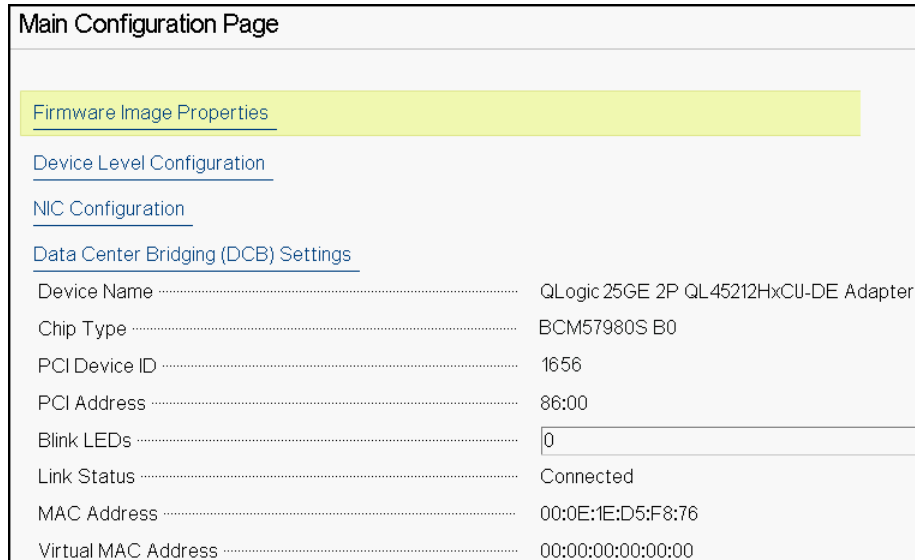 Main Configuration Page
Firmware Image Properties
Device Level Configuration
NIC Configuration
Data Center Bridging (DCB) Settings
Device Name QLogic 25GE 2P QL45212HxCU-DE Adapter
Chip Type BCM57980S B0
PCI Device ID 1656
PCI Address 86:00
Blink LEDs 0
Link Status Connected
MAC Address 00:0E:1E:D5:F8:76
Virtual MAC Address 00:00:00:00:00:00